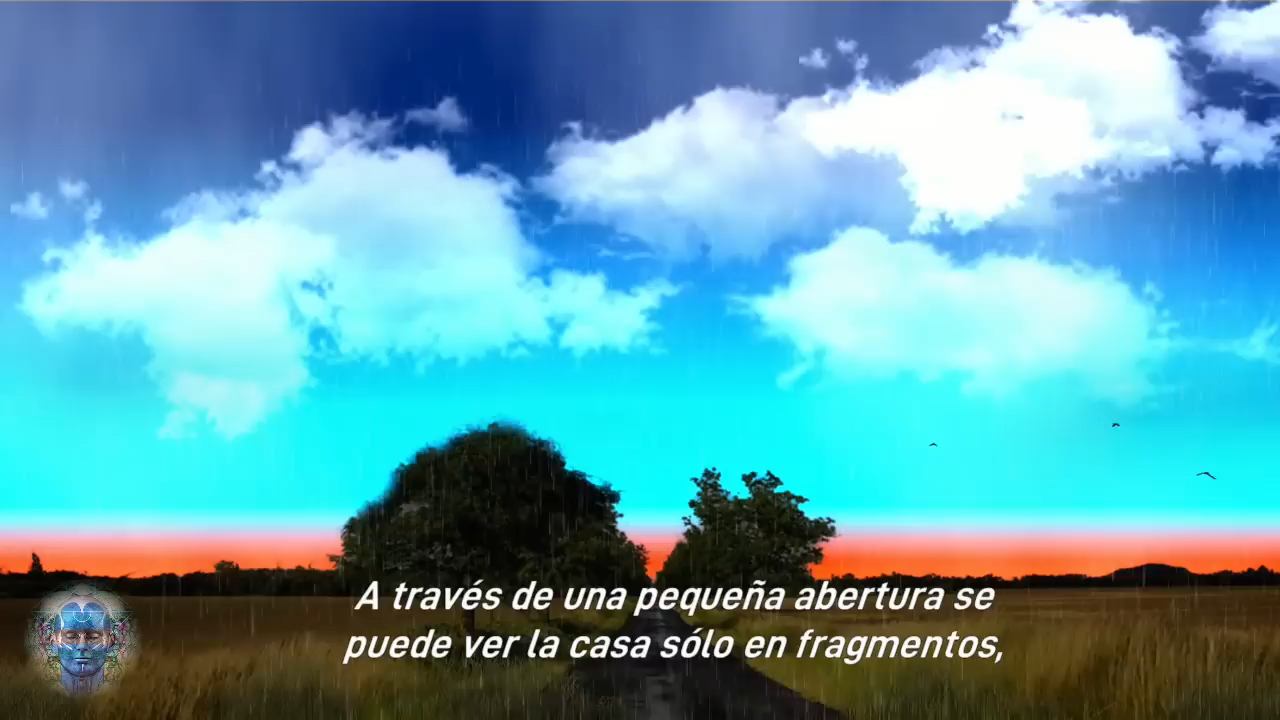 A través de una pequeña abertura se
puede ver la casa sólo en fragmentos,